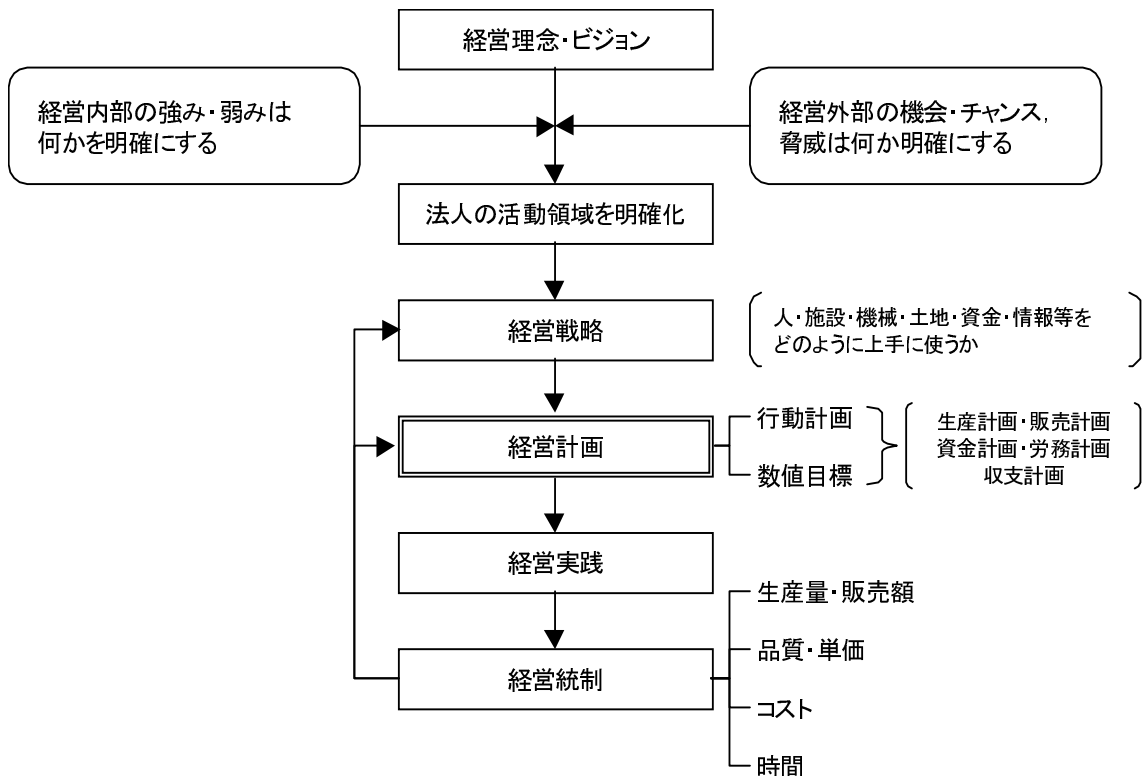 経営理念・ビジョン
経営内部の強み・弱みは
何かを明確にする
経営外部の機会・チャンス,
脅威は何か明確にする
法人の活動領域を明確化
経営戦略
人・施設・機械・土地・資金・情報等を
どのように上手に使うか
経営計画
行動計画
数値目標
生産計画・販売計画
資金計画・労務計画
収支計画
経営実践
経営統制
生産量・販売額
品質・単価
コスト
時間